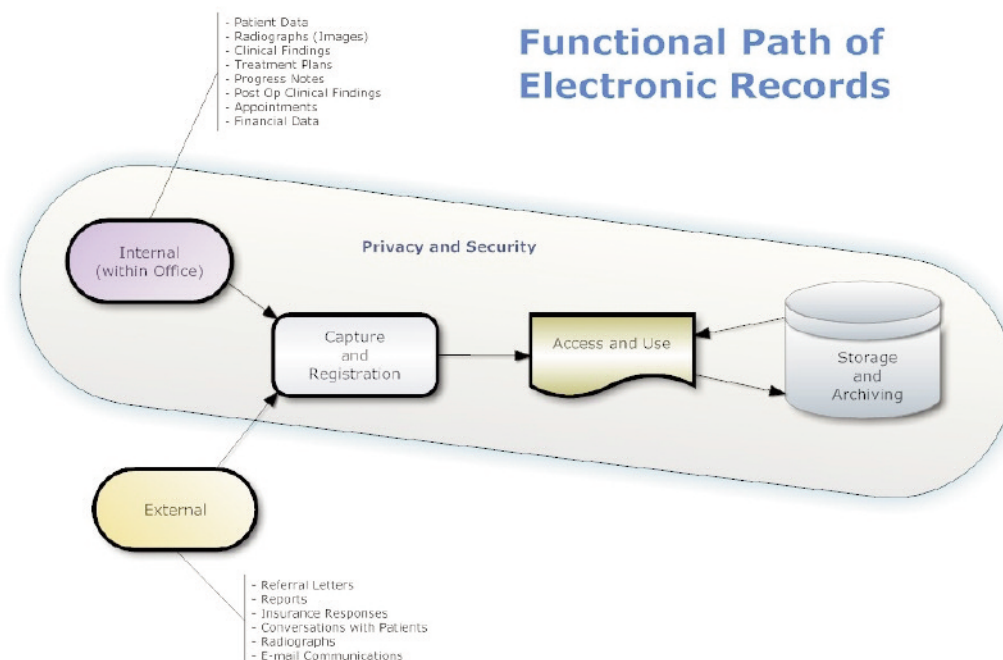 - Patient Data
- Radiographs (Images)
- Clinical Findings
- Treatment Plans
- Progress Notes
- Post Op Clinical Findings
- Appointments
- Financial Data
Functional Path of
Electronic Records
Privacy and Security
Internal
(within Office)
Capture
and
Registration
Access and Use
Storage
and
Archiving
External
- Referral Letters
- Reports
- Insurance Responses
- Conversations with Patients
- Radiographs
- E-mail Communications